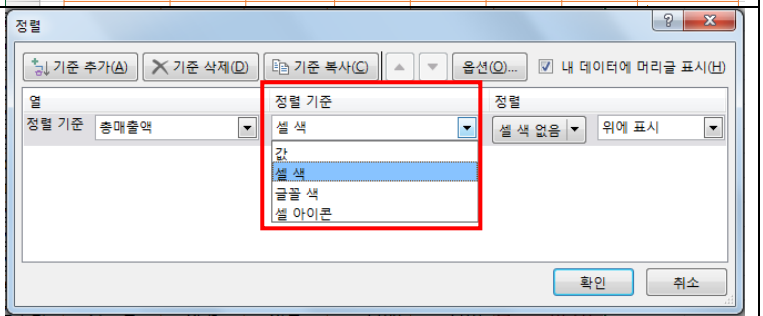 정렬
기준 추가(A) 기준 삭제(D) 기준 복사(C) 옵션(O)... 내 데이터에 머리글 표시(H)
열 정렬 기준 정렬
정렬 기준 총매출액 셀 색 셀 색 없음 위에 표시
값
셀 색
글꼴 색
셀 아이콘
확인 취소